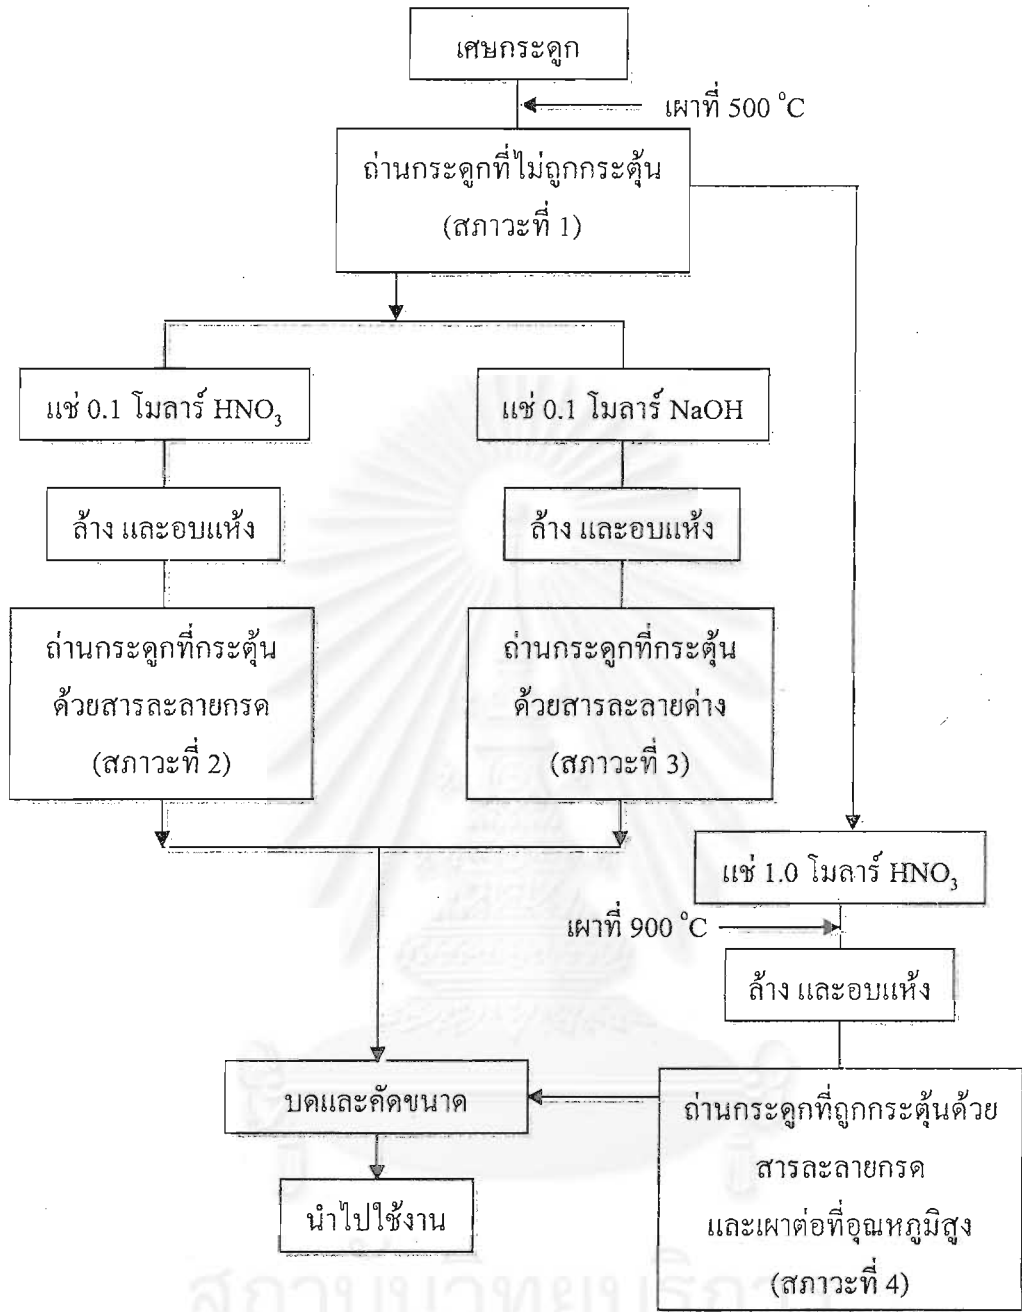 เศษกระดูก
เผาที่ 500 °C
ถ่านกระดูกที่ไม่ถูกกระตุ้น
(สภาวะที่ 1)
แช่ 0.1 โมลาร์ HNO₃
แช่ 0.1 โมลาร์ NaOH
ล้าง และอบแห้ง
ล้าง และอบแห้ง
ถ่านกระดูกที่กระตุ้น
ด้วยสารละลายกรด
(สภาวะที่ 2)
ถ่านกระดูกที่กระตุ้น
ด้วยสารละลายด่าง
(สภาวะที่ 3)
แช่ 1.0 โมลาร์ HNO₃
เผาที่ 900 °C
ล้าง และอบแห้ง
บดและคัดขนาด
ถ่านกระดูกที่ถูกกระตุ้นด้วย
สารละลายกรด
และเผาต่อที่อุณหภูมิสูง
(สภาวะที่ 4)
นำไปใช้งาน
สถาบันวิทยบริการ